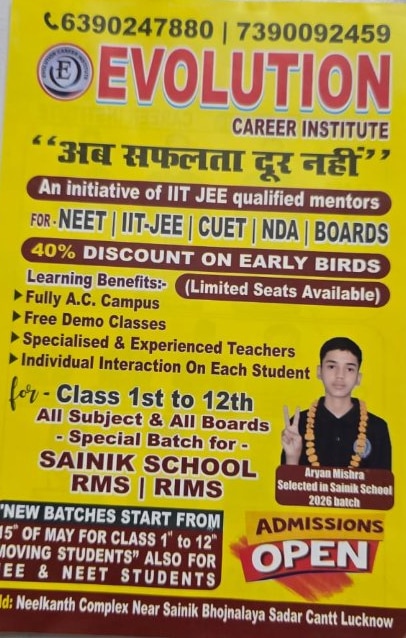 6390247880 | 7390092459
EVOLUTION
CAREER INSTITUTE
“अब सफलता दूर नहीं”
An initiative of IIT JEE qualified mentors
FOR - NEET | IIT-JEE | CUET | NDA | BOARDS
40% DISCOUNT ON EARLY BIRDS
Learning Benefits:-
(Limited Seats Available)
Fully A.C. Campus
Free Demo Classes
Specialised & Experienced Teachers
Individual Interaction On Each Student
for - Class 1st to 12th
All Subject & All Boards
- Special Batch for -
SAINIK SCHOOL
RMS | RIMS
Aryan Mishra
Selected in Sainik School
2026 batch
"NEW BATCHES START FROM
15th OF MAY FOR CLASS 1st to 12th
MOVING STUDENTS" ALSO FOR
EE & NEET STUDENTS
ADMISSIONS
OPEN
d: Neelkanth Complex Near Sainik Bhojnalaya Sadar Cantt Lucknow